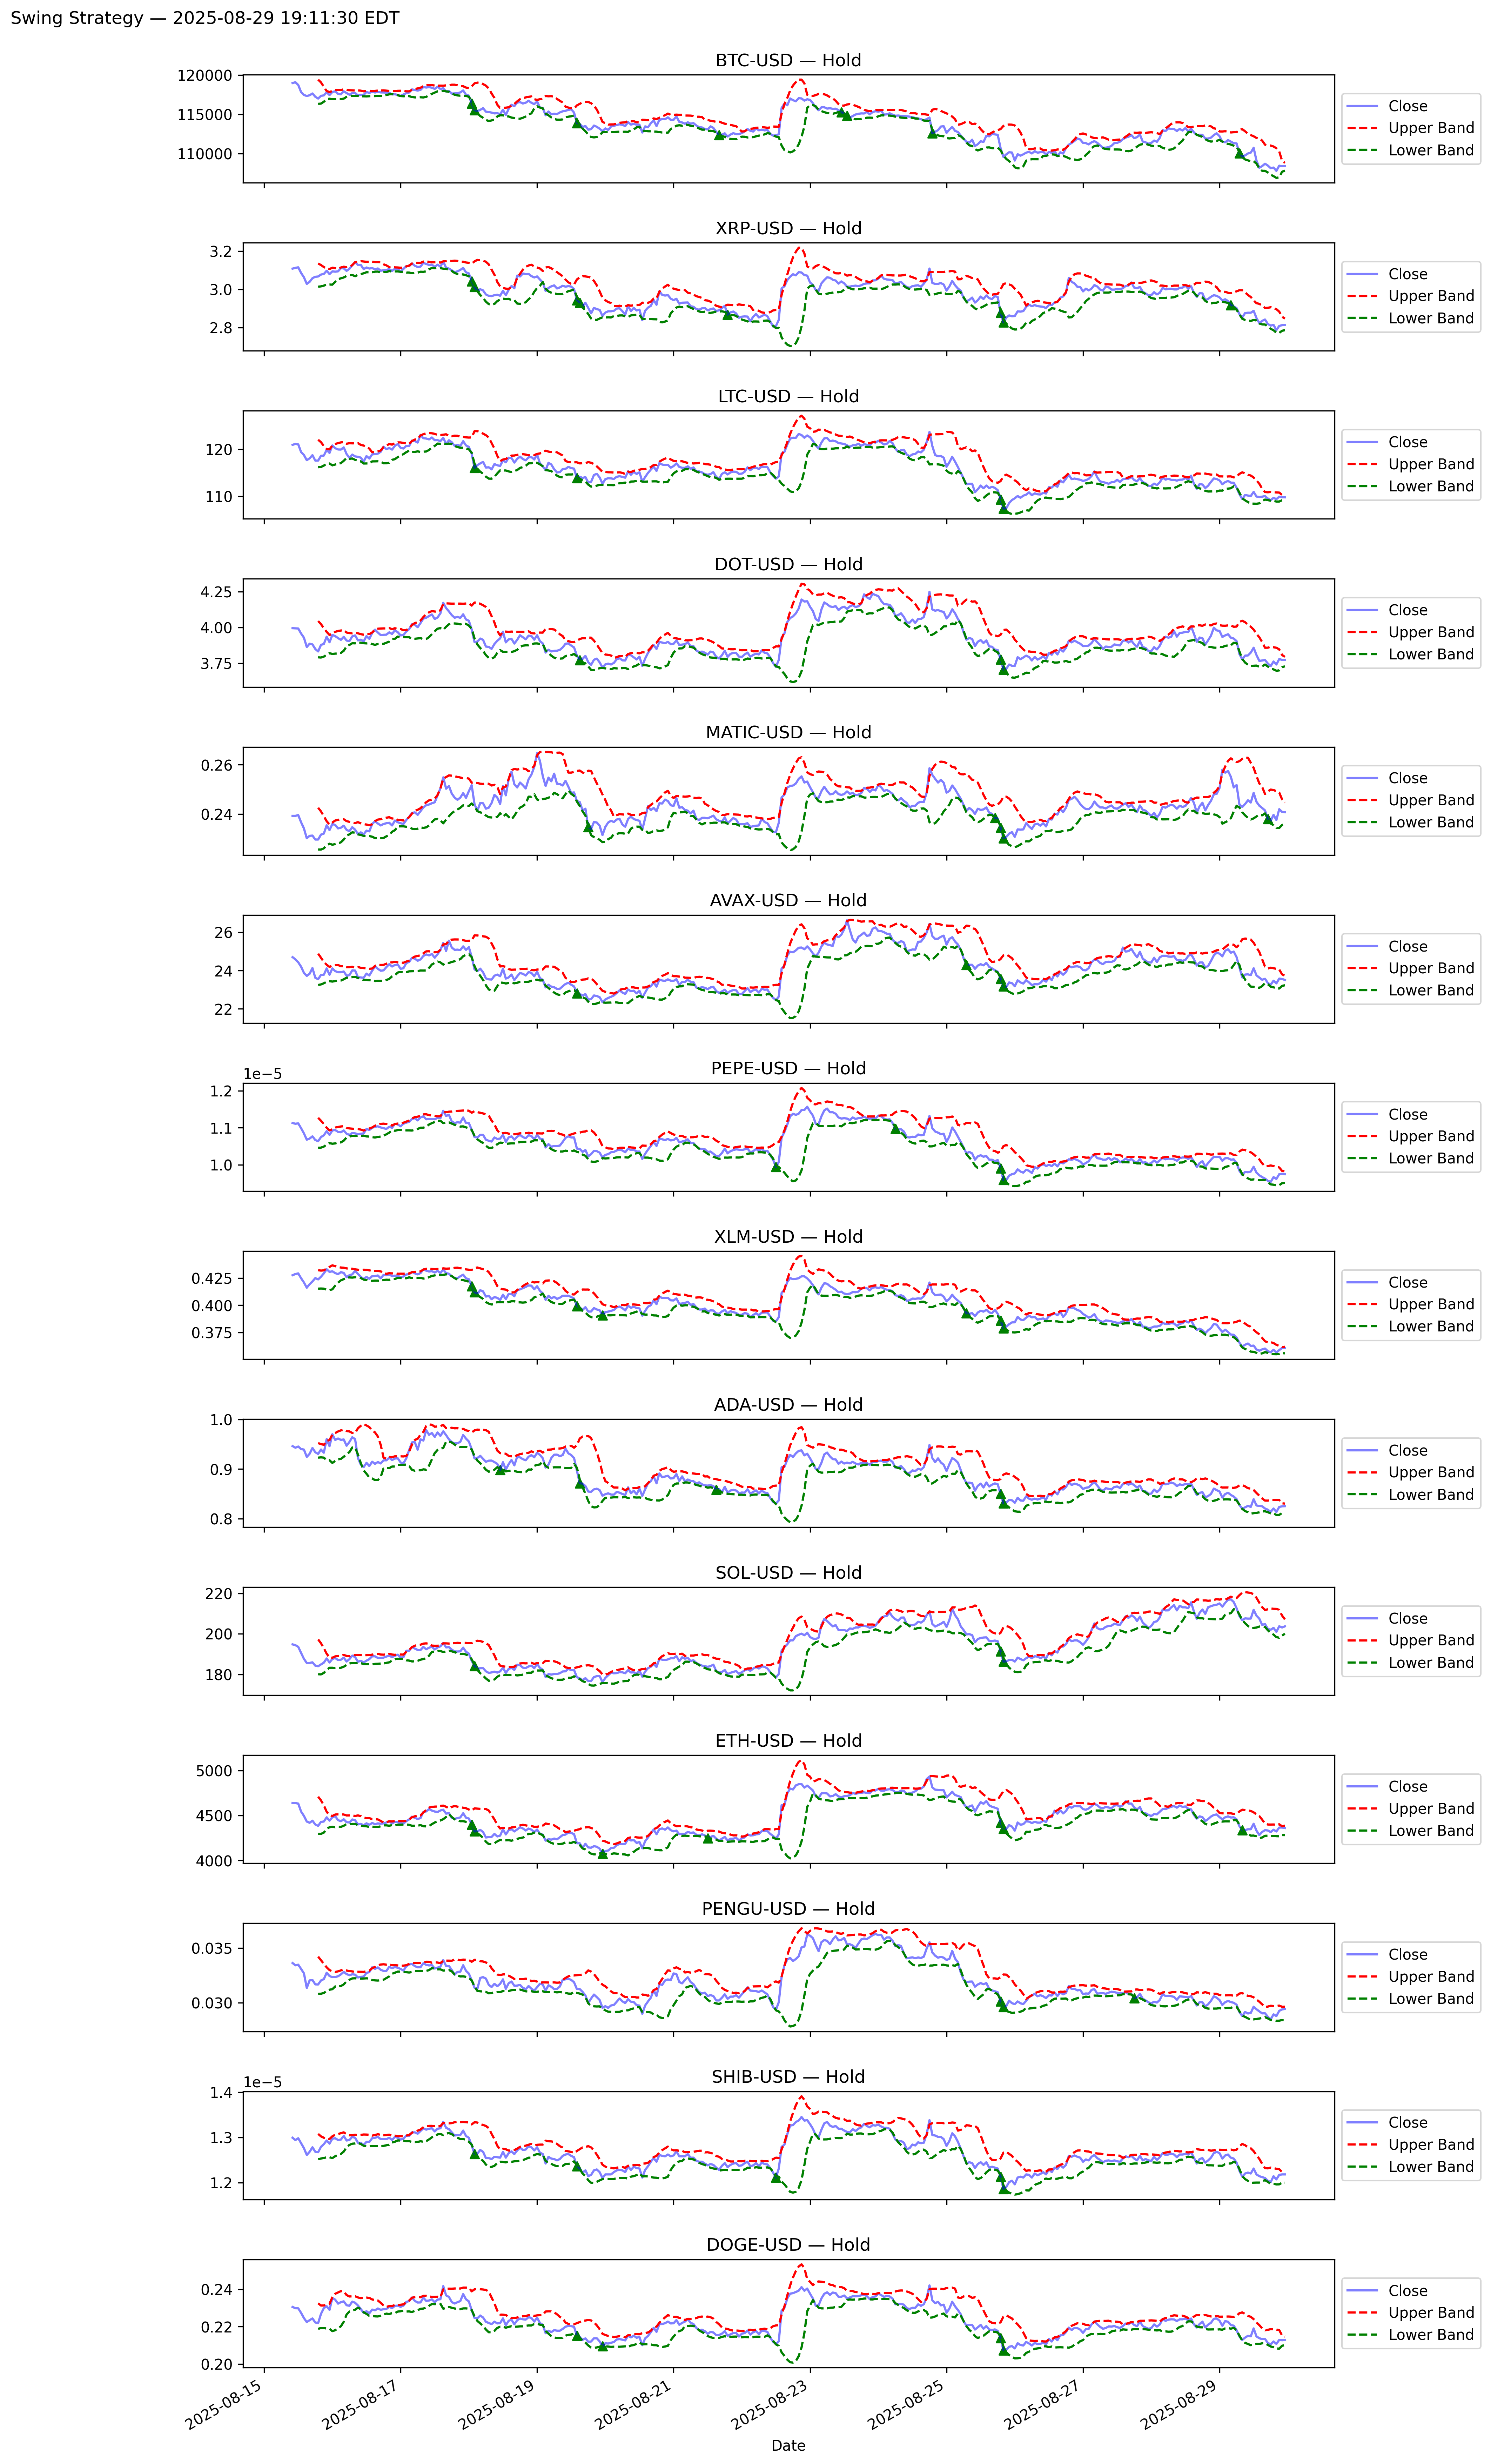 Swing Strategy — 2025-08-29 19:11:30 EDT
BTC-USD — Hold
120000
115000
110000
Close
Upper Band
Lower Band
XRP-USD — Hold
3.2
3.0
2.8
Close
Upper Band
Lower Band
LTC-USD — Hold
120
110
Close
Upper Band
Lower Band
DOT-USD — Hold
4.25
4.00
3.75
Close
Upper Band
Lower Band
MATIC-USD — Hold
0.26
0.24
Close
Upper Band
Lower Band
AVAX-USD — Hold
26
24
22
Close
Upper Band
Lower Band
PEPE-USD — Hold
1e−5
1.2
1.1
1.0
Close
Upper Band
Lower Band
XLM-USD — Hold
0.425
0.400
0.375
Close
Upper Band
Lower Band
ADA-USD — Hold
1.0
0.9
0.8
Close
Upper Band
Lower Band
SOL-USD — Hold
220
200
180
Close
Upper Band
Lower Band
ETH-USD — Hold
5000
4500
4000
Close
Upper Band
Lower Band
PENGU-USD — Hold
0.035
0.030
Close
Upper Band
Lower Band
SHIB-USD — Hold
1e−5
1.4
1.3
1.2
Close
Upper Band
Lower Band
DOGE-USD — Hold
0.24
0.22
0.20
Close
Upper Band
Lower Band
2025-08-15
2025-08-17
2025-08-19
2025-08-21
2025-08-23
2025-08-25
2025-08-27
2025-08-29
Date